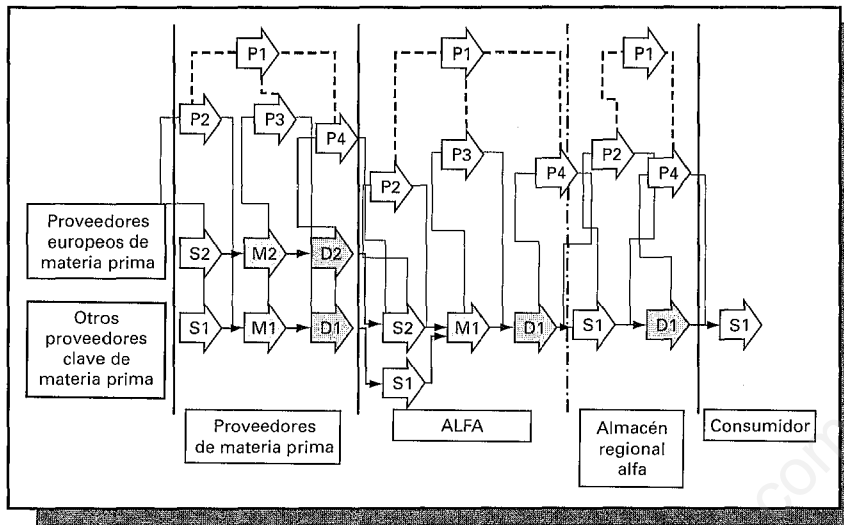 P1
P1
P1
P2
P3
P4
P3
P2
P4
P2
P4
Proveedores
europeos de
materia prima
S2
M2
D2
Otros
proveedores
clave de
materia prima
S1
M1
D1
S2
M1
D1
S1
D1
S1
S1
Proveedores
de materia prima
ALFA
Almacén
regional
alfa
Consumidor
com